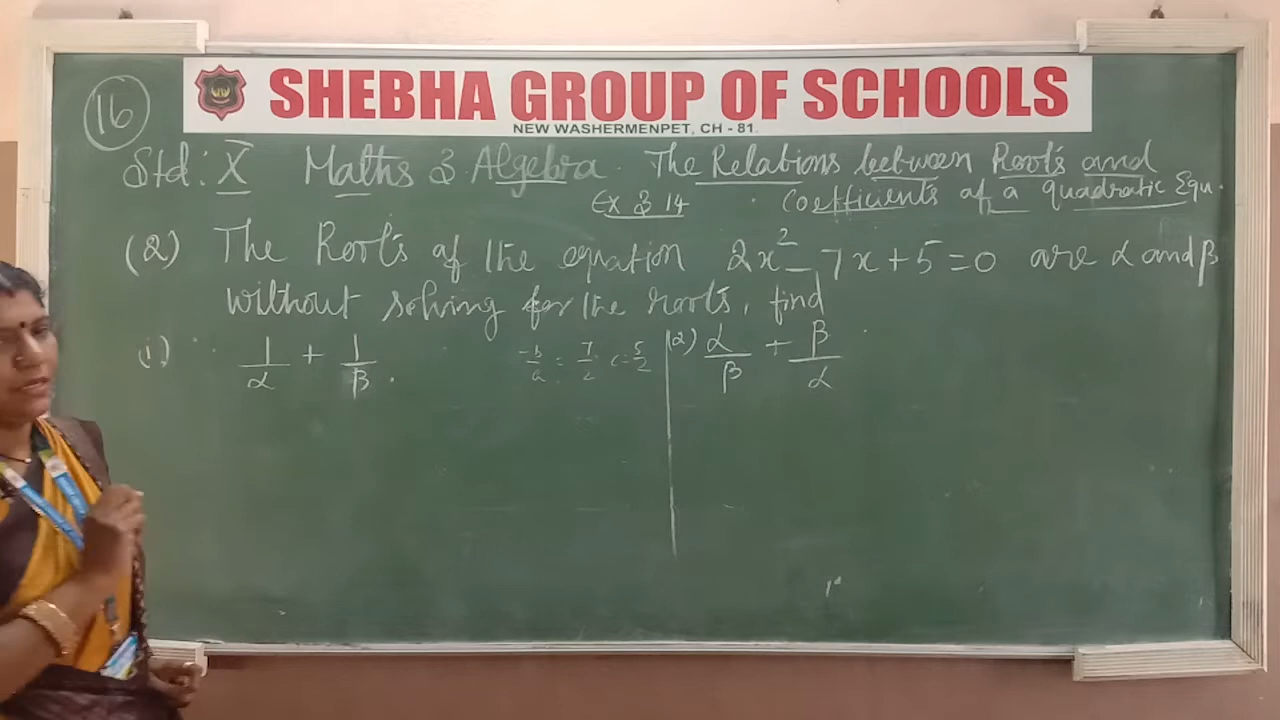 SHEBHA GROUP OF SCHOOLS
NEW WASHERMENPET, CH - 81.
16
Std: X Maths 3. Algebra. The Relations between Roots and
Ex 3.14 Coefficients of a quadratic Equ.
(2) The Roots of the equation 2x² - 7x + 5 = 0 are α and β
without solving for the roots, find
(1) 1/α + 1/β. -b/a = 7/2 c = 5/2 (2) α/β + β/α